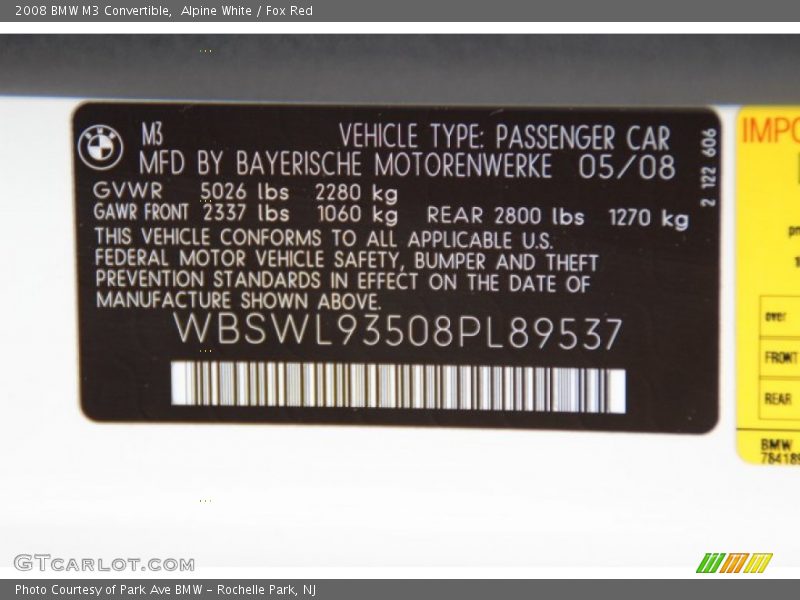 2008 BMW M3 Convertible, Alpine White / Fox Red
M3 VEHICLE TYPE: PASSENGER CAR
MFD BY BAYERISCHE MOTORENWERKE 05/08
GVWR 5026 lbs 2280 kg
GAWR FRONT 2337 lbs 1060 kg REAR 2800 lbs 1270 kg
THIS VEHICLE CONFORMS TO ALL APPLICABLE U.S.
FEDERAL MOTOR VEHICLE SAFETY, BUMPER AND THEFT
PREVENTION STANDARDS IN EFFECT ON THE DATE OF
MANUFACTURE SHOWN ABOVE.
WBSWL93508PL89537
2 122 606
IMPO
over
FRONT
REAR
BMW
78418
GTCARLOT.COM
Photo Courtesy of Park Ave BMW - Rochelle Park, NJ